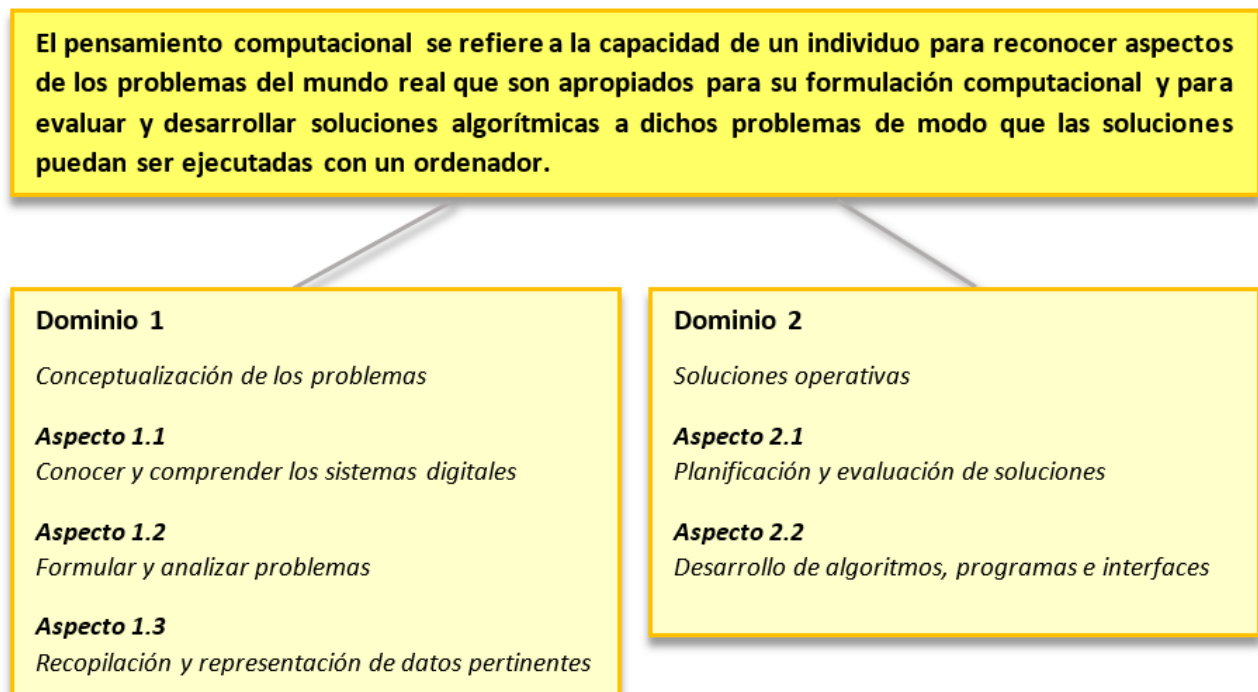 El pensamiento computacional se refiere a la capacidad de un individuo para reconocer aspectos
de los problemas del mundo real que son apropiados para su formulación computacional y para
evaluar y desarrollar soluciones algorítmicas a dichos problemas de modo que las soluciones
puedan ser ejecutadas con un ordenador.
Dominio 1
Conceptualización de los problemas
Aspecto 1.1
Conocer y comprender los sistemas digitales
Aspecto 1.2
Formular y analizar problemas
Aspecto 1.3
Recopilación y representación de datos pertinentes
Dominio 2
Soluciones operativas
Aspecto 2.1
Planificación y evaluación de soluciones
Aspecto 2.2
Desarrollo de algoritmos, programas e interfaces